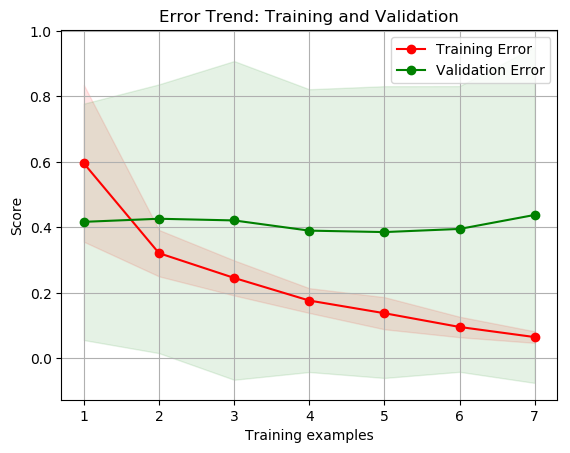 Error Trend: Training and Validation
1.0
Training Error
Validation Error
0.8
0.6
Score
0.4
0.2
0.0
1 2 3 4 5 6 7
Training examples